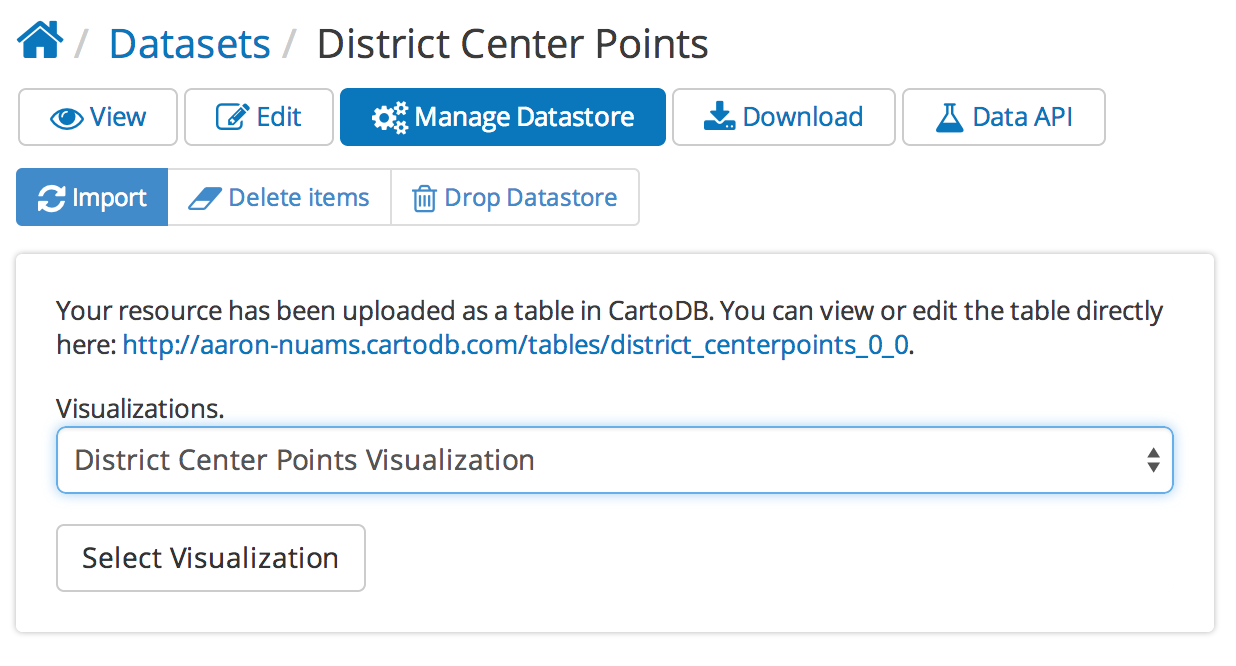 / Datasets / District Center Points
View Edit Manage Datastore Download Data API
Import Delete items Drop Datastore
Your resource has been uploaded as a table in CartoDB. You can view or edit the table directly
here: http://aaron-nuams.cartodb.com/tables/district_centerpoints_0_0.
Visualizations.
District Center Points Visualization
Select Visualization